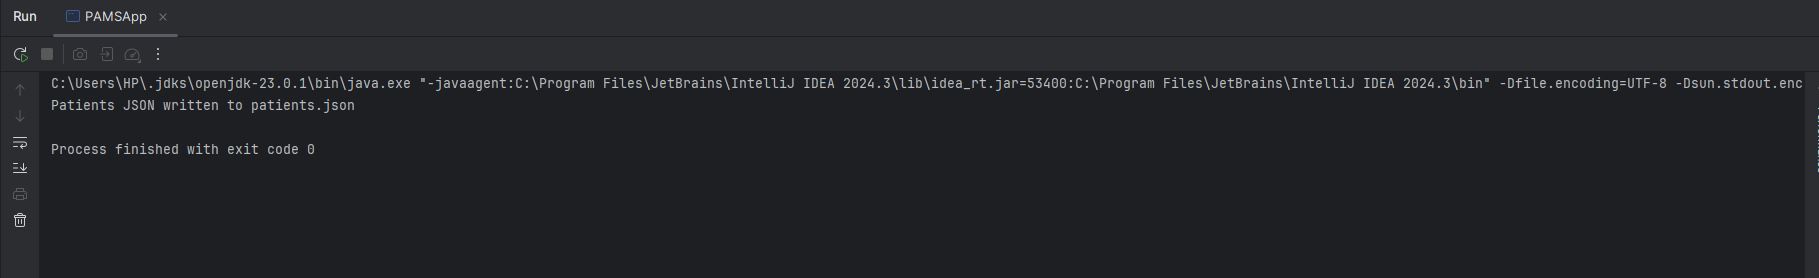 Run PAMSApp
C:\Users\HP\.jdks\openjdk-23.0.1\bin\java.exe "-javaagent:C:\Program Files\JetBrains\IntelliJ IDEA 2024.3\lib\idea_rt.jar=53400:C:\Program Files\JetBrains\IntelliJ IDEA 2024.3\bin" -Dfile.encoding=UTF-8 -Dsun.stdout.enc
Patients JSON written to patients.json
Process finished with exit code 0